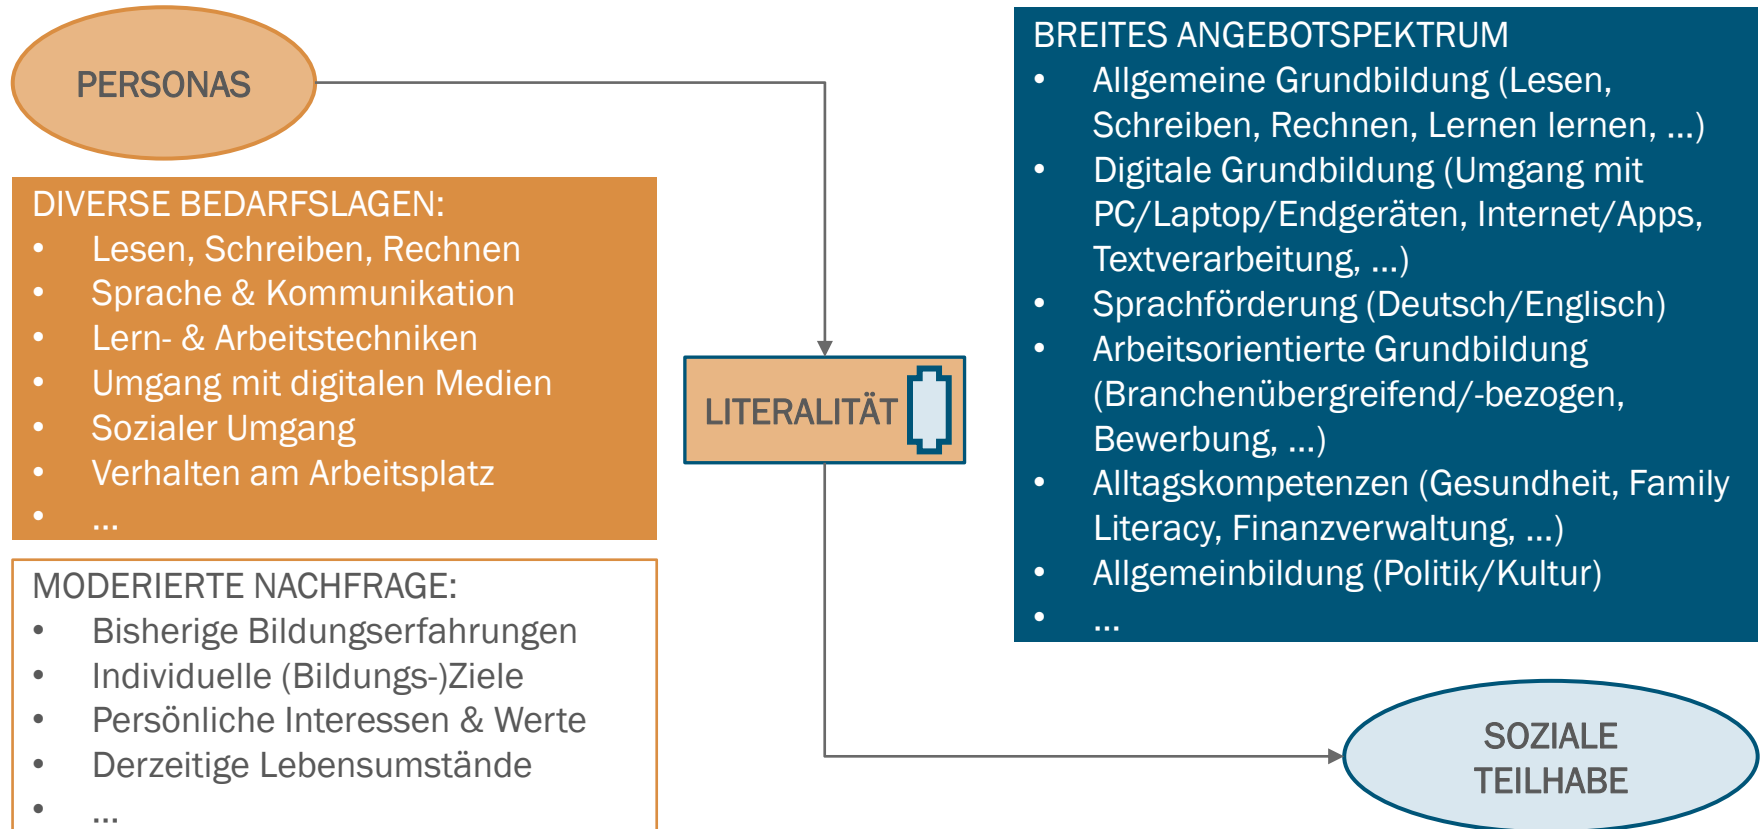 PERSONAS
DIVERSE BEDARFSLAGEN:
• Lesen, Schreiben, Rechnen
• Sprache & Kommunikation
• Lern- & Arbeitstechniken
• Umgang mit digitalen Medien
• Sozialer Umgang
• Verhalten am Arbeitsplatz
• ...
MODERIERTE NACHFRAGE:
• Bisherige Bildungserfahrungen
• Individuelle (Bildungs-)Ziele
• Persönliche Interessen & Werte
• Derzeitige Lebensumstände
• ...
LITERALITÄT
BREITES ANGEBOTSPEKTRUM
• Allgemeine Grundbildung (Lesen,
Schreiben, Rechnen, Lernen lernen, ...)
• Digitale Grundbildung (Umgang mit
PC/Laptop/Endgeräten, Internet/Apps,
Textverarbeitung, ...)
• Sprachförderung (Deutsch/Englisch)
• Arbeitsorientierte Grundbildung
(Branchenübergreifend/-bezogen,
Bewerbung, ...)
• Alltagskompetenzen (Gesundheit, Family
Literacy, Finanzverwaltung, ...)
• Allgemeinbildung (Politik/Kultur)
• ...
SOZIALE
TEILHABE